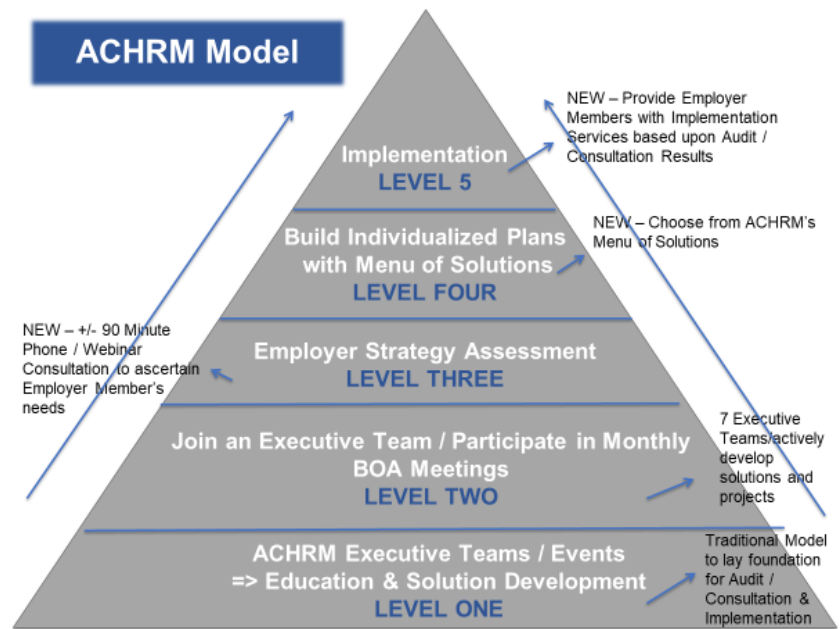 ACHRM Model
NEW – Provide Employer
Members with Implementation
Services based upon Audit /
Consultation Results
Implementation
LEVEL 5
NEW – Choose from ACHRM's
Menu of Solutions
Build Individualized Plans
with Menu of Solutions
LEVEL FOUR
NEW – +/- 90 Minute
Phone / Webinar
Consultation to ascertain
Employer Member's
needs
Employer Strategy Assessment
LEVEL THREE
7 Executive
Teams/actively
develop
solutions and
projects
Join an Executive Team / Participate in Monthly
BOA Meetings
LEVEL TWO
Traditional Model
to lay foundation
for Audit /
Consultation &
Implementation
ACHRM Executive Teams / Events
=> Education & Solution Development
LEVEL ONE